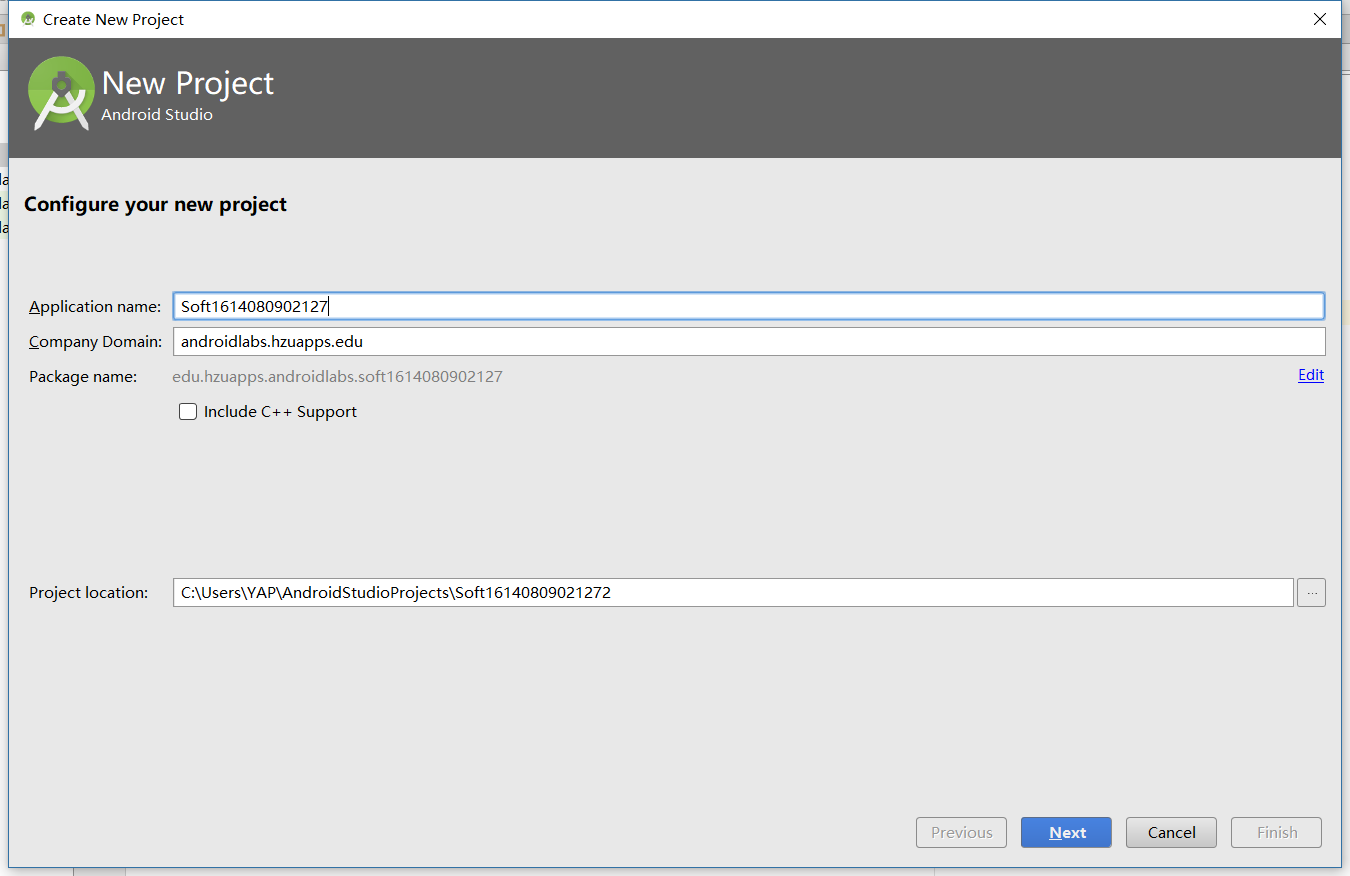 Create New Project
New Project
Android Studio
Configure your new project
Application name: Soft1614080902127
Company Domain: androidlabs.hzuapps.edu
Package name: edu.hzuapps.androidlabs.soft1614080902127 Edit
Include C++ Support
Project location: C:\Users\YAP\AndroidStudioProjects\Soft16140809021272 ...
Previous Next Cancel Finish